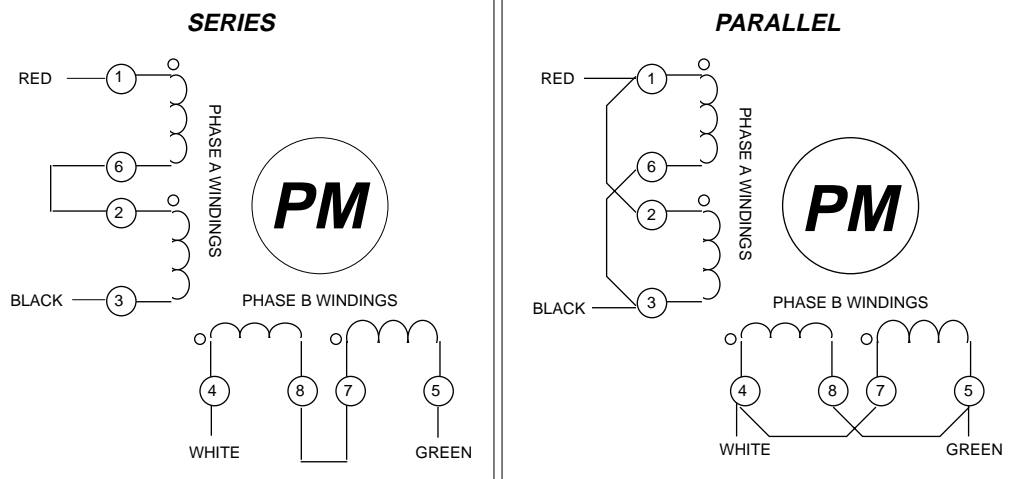 SERIES
RED
1
PHASE A WINDINGS
6
2
PM
BLACK
3
PHASE B WINDINGS
4
8
7
5
WHITE
GREEN
PARALLEL
RED
1
PHASE A WINDINGS
6
2
PM
BLACK
3
PHASE B WINDINGS
4
8
7
5
WHITE
GREEN